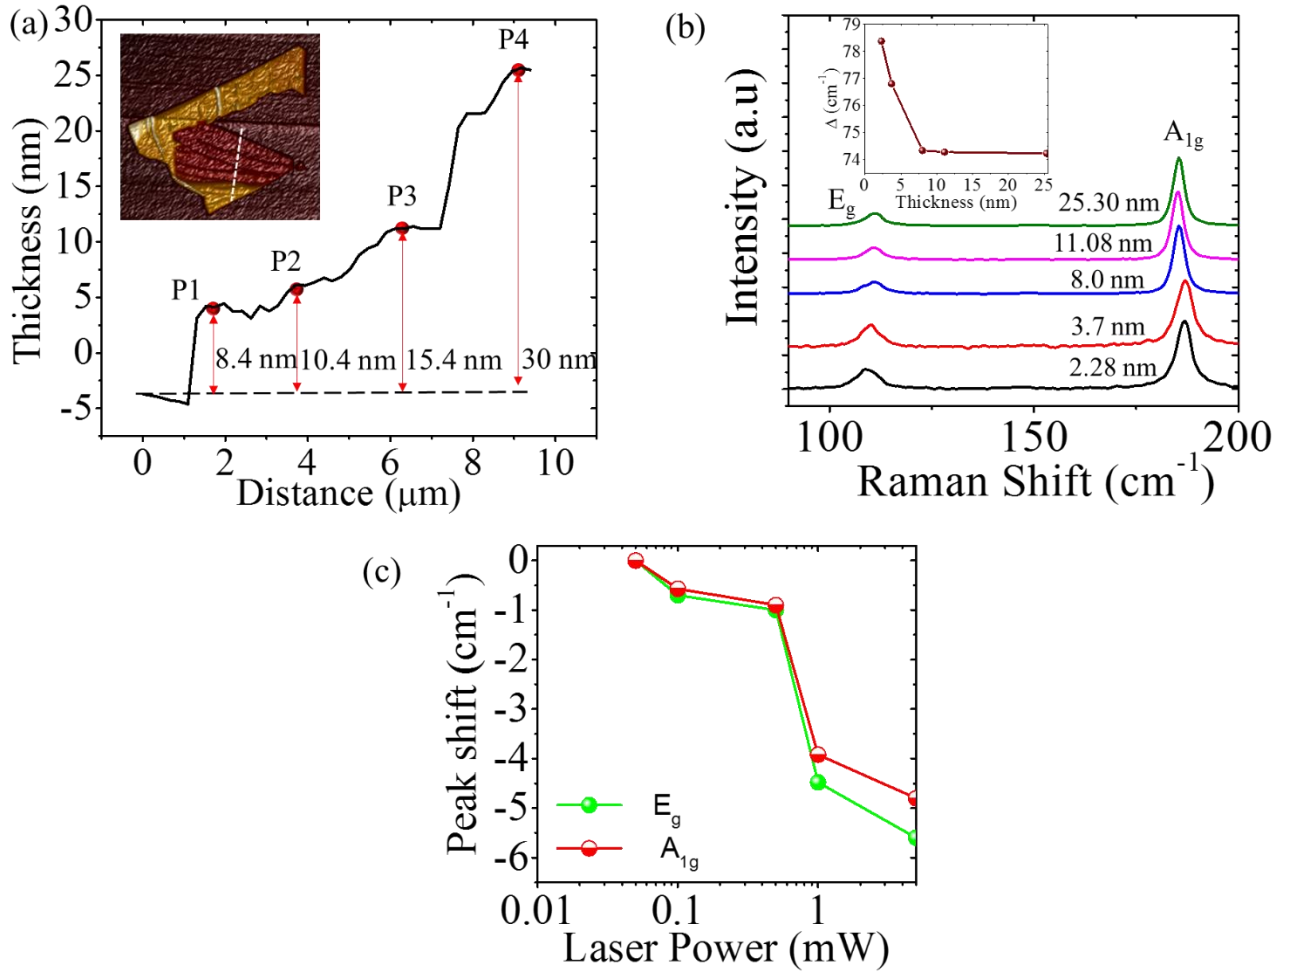 (a)
30
25
20
15
10
5
0
-5
Thickness (nm)
P1
P2
P3
P4
8.4 nm
10.4 nm
15.4 nm
30 nm
0 2 4 6 8 10
Distance (μm)
(b)
Intensity (a.u)
79
78
77
76
75
74
Δ (cm-1)
0 5 10 15 20 25
Thickness (nm)
Eg
A1g
25.30 nm
11.08 nm
8.0 nm
3.7 nm
2.28 nm
100 150 200
Raman Shift (cm-1)
(c)
0
-1
-2
-3
-4
-5
-6
Peak shift (cm-1)
Eg
A1g
0.01 0.1 1
Laser Power (mW)